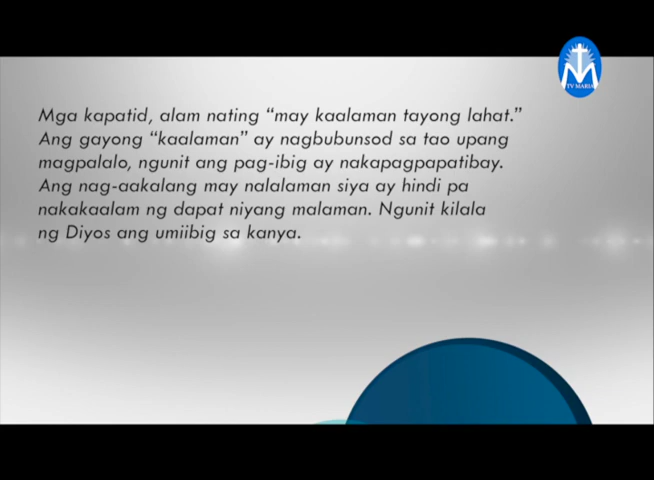 TV MARIA
Mga kapatid, alam nating “may kaalaman tayong lahat.”
Ang gayong “kaalaman” ay nagbubunsod sa tao upang
magpalalo, ngunit ang pag-ibig ay nakapagpapatibay.
Ang nag-aakalang may nalalaman siya ay hindi pa
nakakaalam ng dapat niyang malaman. Ngunit kilala
ng Diyos ang umiibig sa kanya.